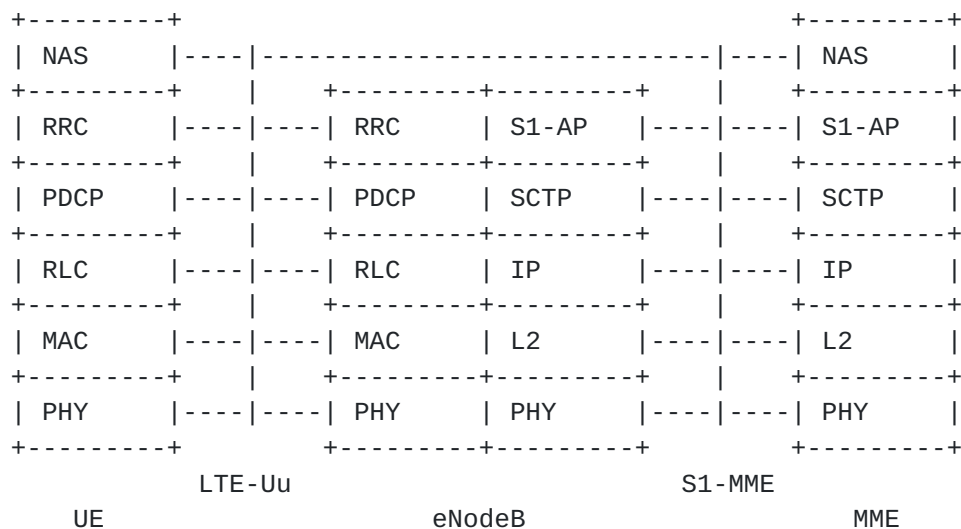 NAS NAS
RRC RRC S1-AP S1-AP
PDCP PDCP SCTP SCTP
RLC RLC IP IP
MAC MAC L2 L2
PHY PHY PHY PHY
LTE-Uu S1-MME
UE eNodeB MME